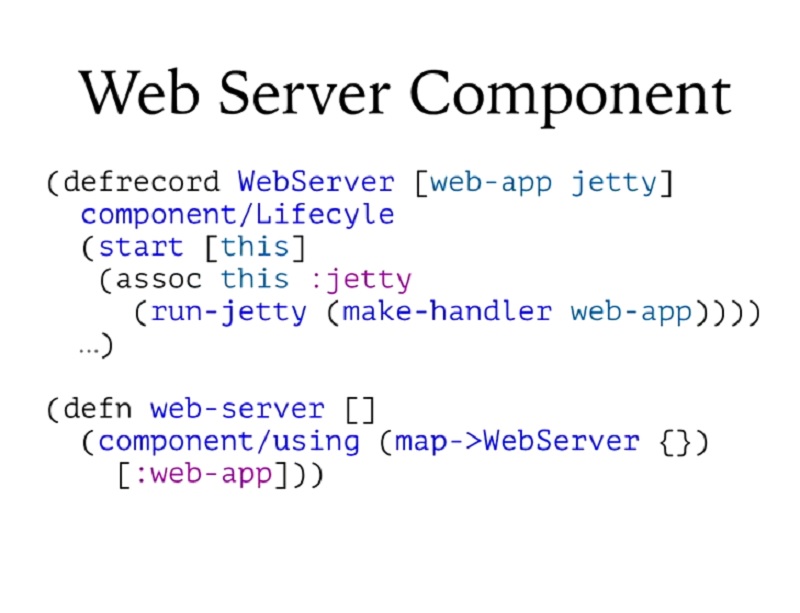 Web Server Component
(defrecord WebServer [web-app jetty]
component/Lifecyle
(start [this]
(assoc this :jetty
(run-jetty (make-handler web-app))))
…)
(defn web-server []
(component/using (map->WebServer {})
[:web-app]))